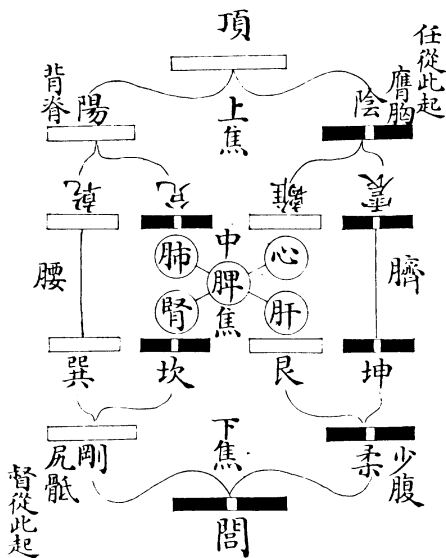 頂
任從此起
膺胸
陰
上焦
陽
背脊
震
離
兌
乾
臍
心
肝
中
脾
焦
肺
腎
腰
坤
艮
坎
巽
少腹
柔
下焦
剛
尻骶
督從此起
閭